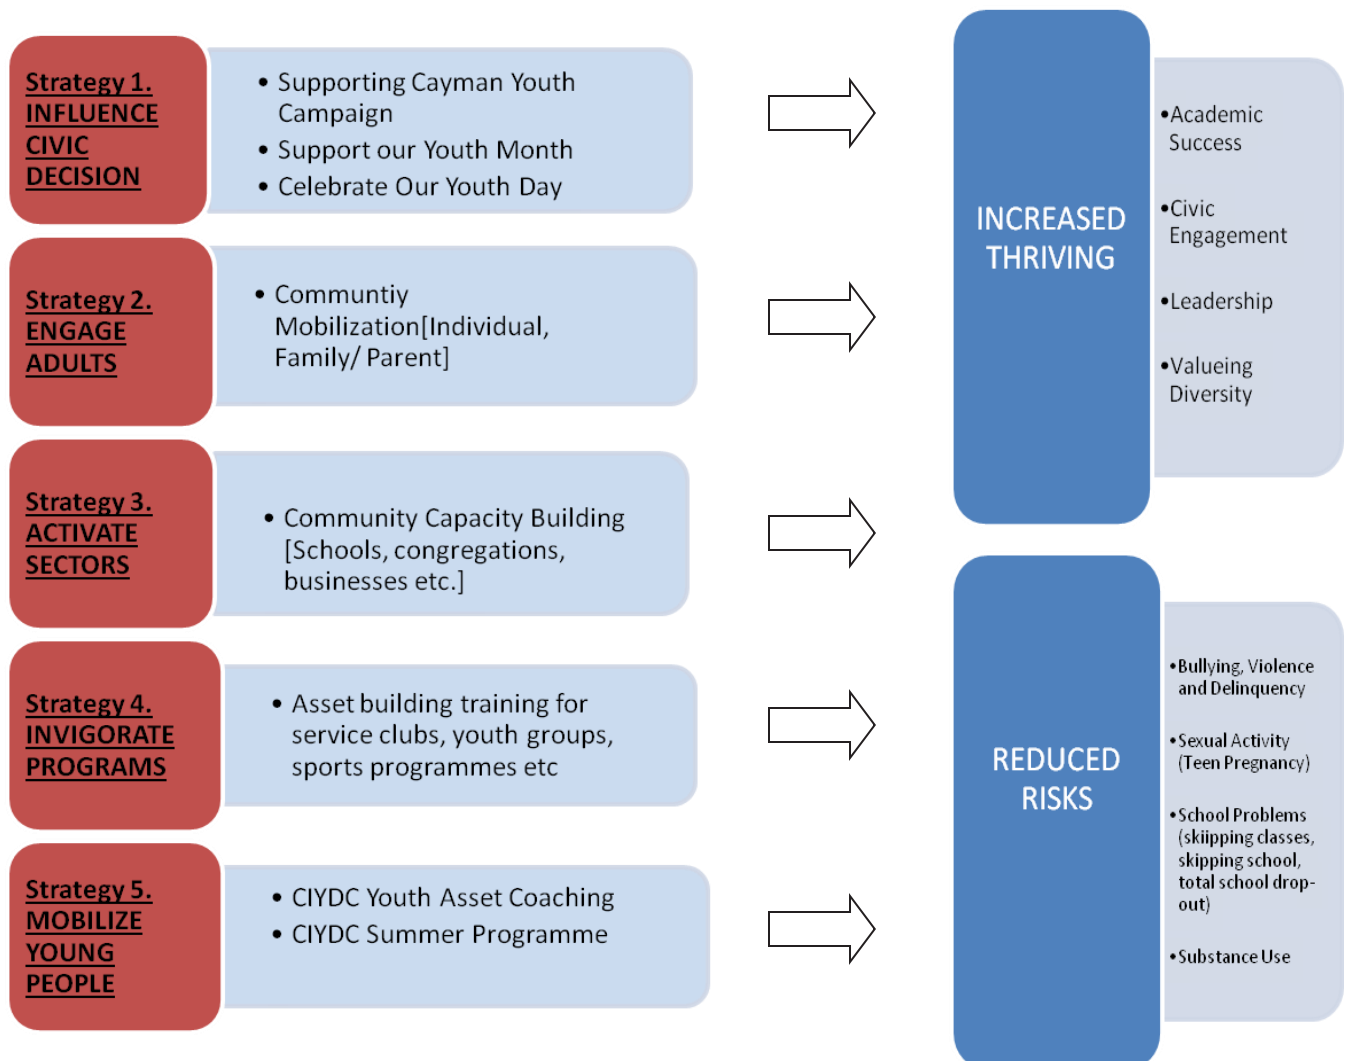 Strategy 1.
INFLUENCE
CIVIC
DECISION
• Supporting Cayman Youth
Campaign
• Support our Youth Month
• Celebrate Our Youth Day
Strategy 2.
ENGAGE
ADULTS
• Communtiy
Mobilization[Individual,
Family/ Parent]
Strategy 3.
ACTIVATE
SECTORS
• Community Capacity Building
[Schools, congregations,
businesses etc.]
Strategy 4.
INVIGORATE
PROGRAMS
• Asset building training for
service clubs, youth groups,
sports programmes etc
Strategy 5.
MOBILIZE
YOUNG
PEOPLE
• CIYDC Youth Asset Coaching
• CIYDC Summer Programme
INCREASED
THRIVING
•Academic
Success
•Civic
Engagement
•Leadership
•Valueing
Diversity
REDUCED
RISKS
•Bullying, Violence
and Delinquency
•Sexual Activity
(Teen Pregnancy)
•School Problems
(skiipping classes,
skipping school,
total school drop-
out)
•Substance Use